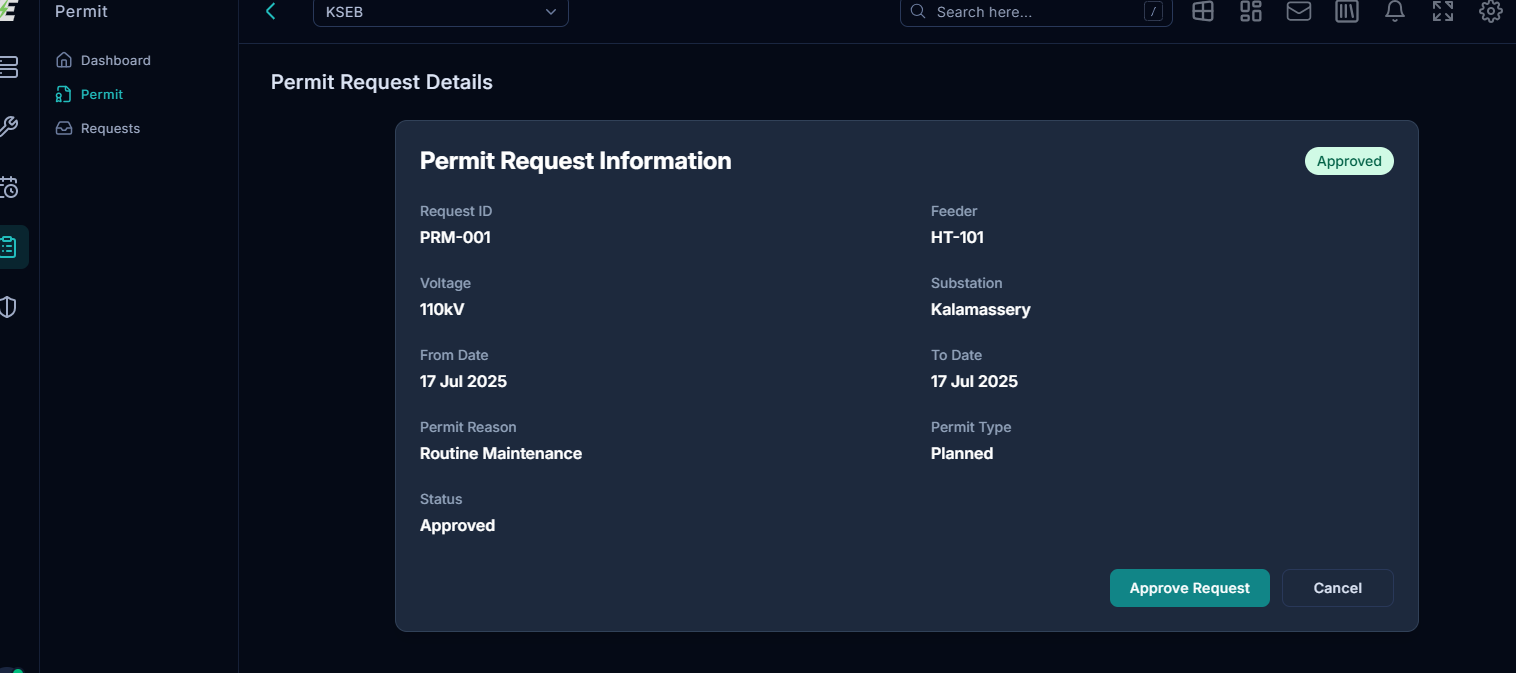 Permit
KSEB
Search here...
/
Dashboard
Permit
Requests
Permit Request Details
Permit Request Information
Approved
Request ID
PRM-001
Feeder
HT-101
Voltage
110kV
Substation
Kalamassery
From Date
17 Jul 2025
To Date
17 Jul 2025
Permit Reason
Routine Maintenance
Permit Type
Planned
Status
Approved
Approve Request
Cancel